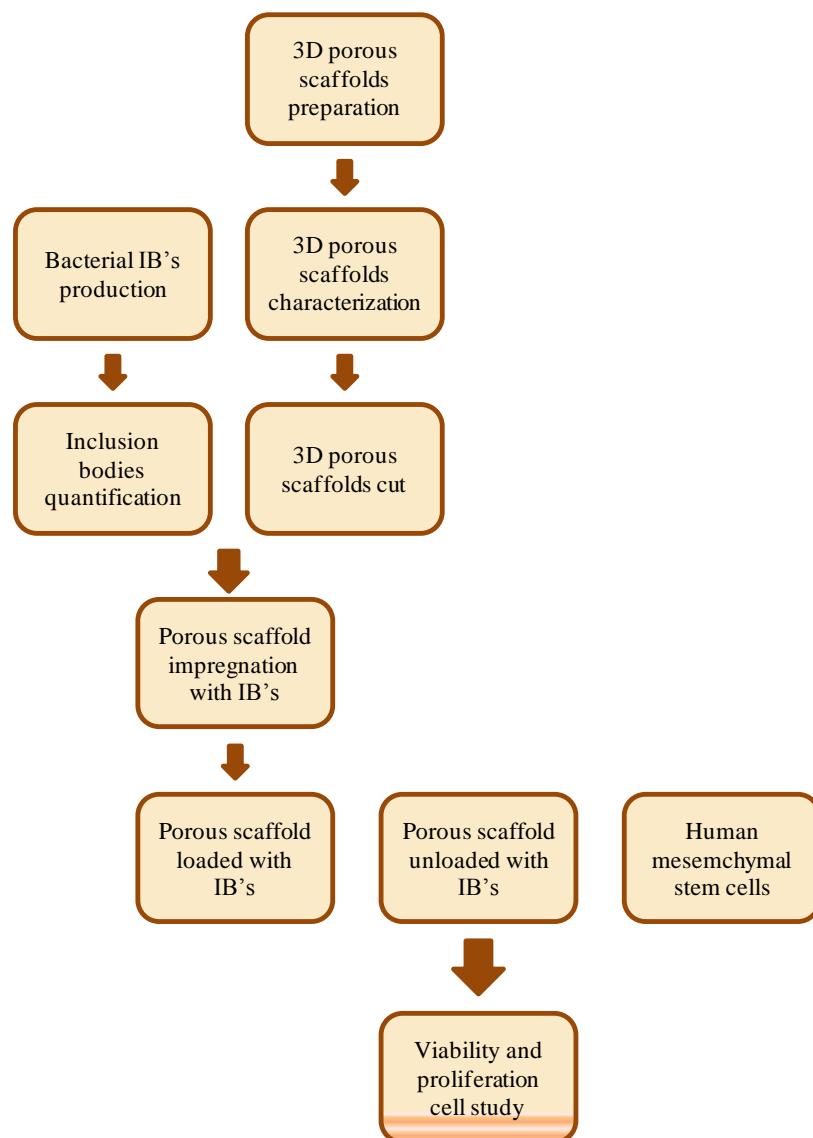 3D porous
scaffolds
preparation
Bacterial IB’s
production
3D porous
scaffolds
characterization
Inclusion
bodies
quantification
3D porous
scaffolds cut
Porous scaffold
impregnation
with IB’s
Porous scaffold
loaded with
IB’s
Porous scaffold
unloaded with
IB’s
Human
mesemchymal
stem cells
Viability and
proliferation
cell study